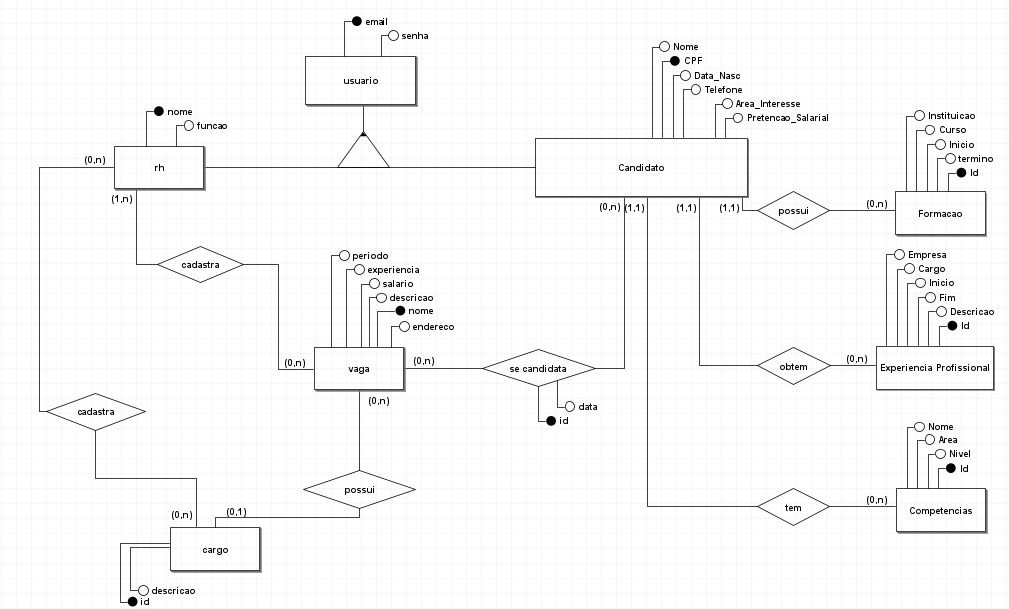 email
senha
usuario
nome
funcao
rh
(0,n)
(1,n)
Nome
CPF
Data_Nasc
Telefone
Area_Interesse
Pretencao_Salarial
Candidato
(0,n)
(1,1)
(1,1)
(1,1)
possui
(0,n)
Instituicao
Curso
Inicio
termino
Id
Formacao
cadastra
periodo
experiencia
salario
descricao
nome
endereco
(0,n)
vaga
(0,n)
(0,n)
se candidata
data
id
Empresa
Cargo
Inicio
Fim
Descricao
Id
obtem
(0,n)
Experiencia Profissional
cadastra
possui
(0,n)
(0,1)
cargo
descricao
id
Nome
Area
Nivel
Id
tem
(0,n)
Competencias